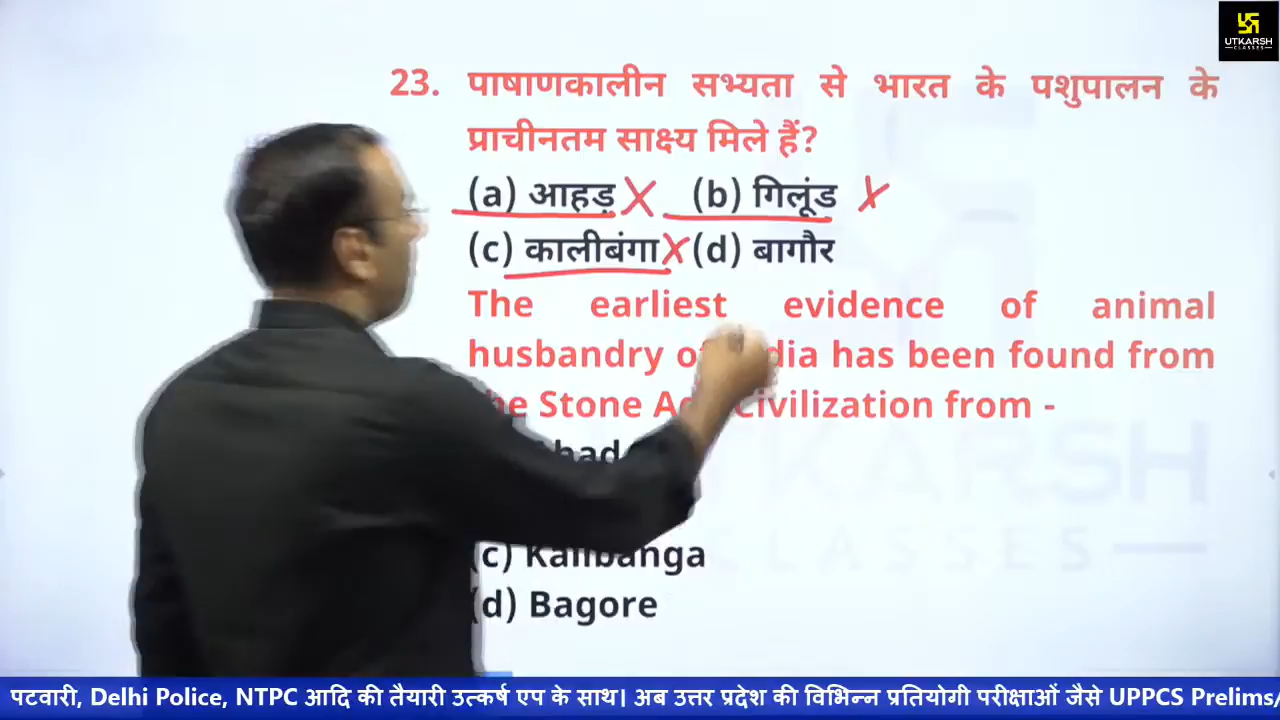 UTKARSH
CLASSES
23. पाषाणकालीन सभ्यता से भारत के पशुपालन के
प्राचीनतम साक्ष्य मिले हैं?
(a) आहड़ X (b) गिलूंड X
(c) कालीबंगा X (d) बागौर
The earliest evidence of animal
husbandry has been found from
Stone civilization from -
(c) Kalibanga
(d) Bagore
पटवारी, Delhi Police, NTPC आदि की तैयारी उत्कर्ष एप के साथ। अब उत्तर प्रदेश की विभिन्न प्रतियोगी परीक्षाओं जैसे UPPCS Prelims/